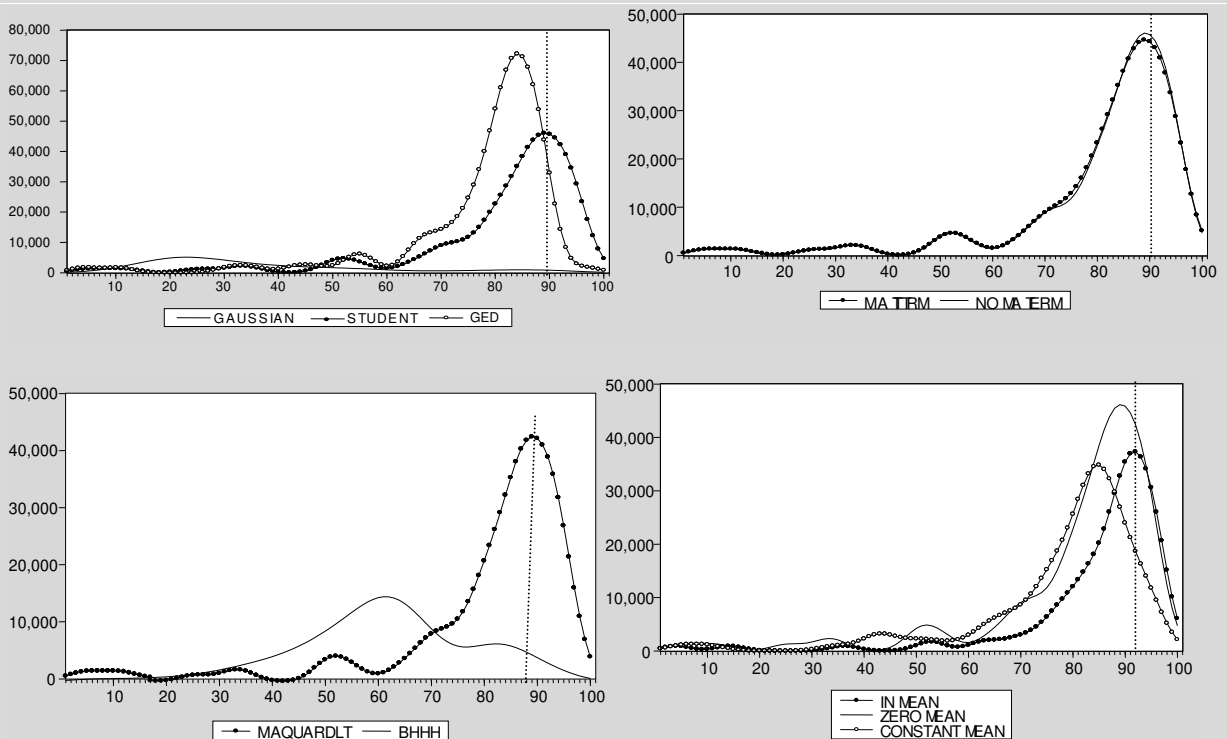 80,000
70,000
60,000
50,000
40,000
30,000
20,000
10,000
0
10 20 30 40 50 60 70 80 90 100
GAUSSIAN STUDENT GED
50,000
40,000
30,000
20,000
10,000
0
10 20 30 40 50 60 70 80 90 100
MA TTRM NO MA TERM
50,000
40,000
30,000
20,000
10,000
0
10 20 30 40 50 60 70 80 90 100
MAQUARDLT BHHH
50,000
40,000
30,000
20,000
10,000
0
10 20 30 40 50 60 70 80 90 100
IN MEAN
ZERO MEAN
CONSTANT MEAN